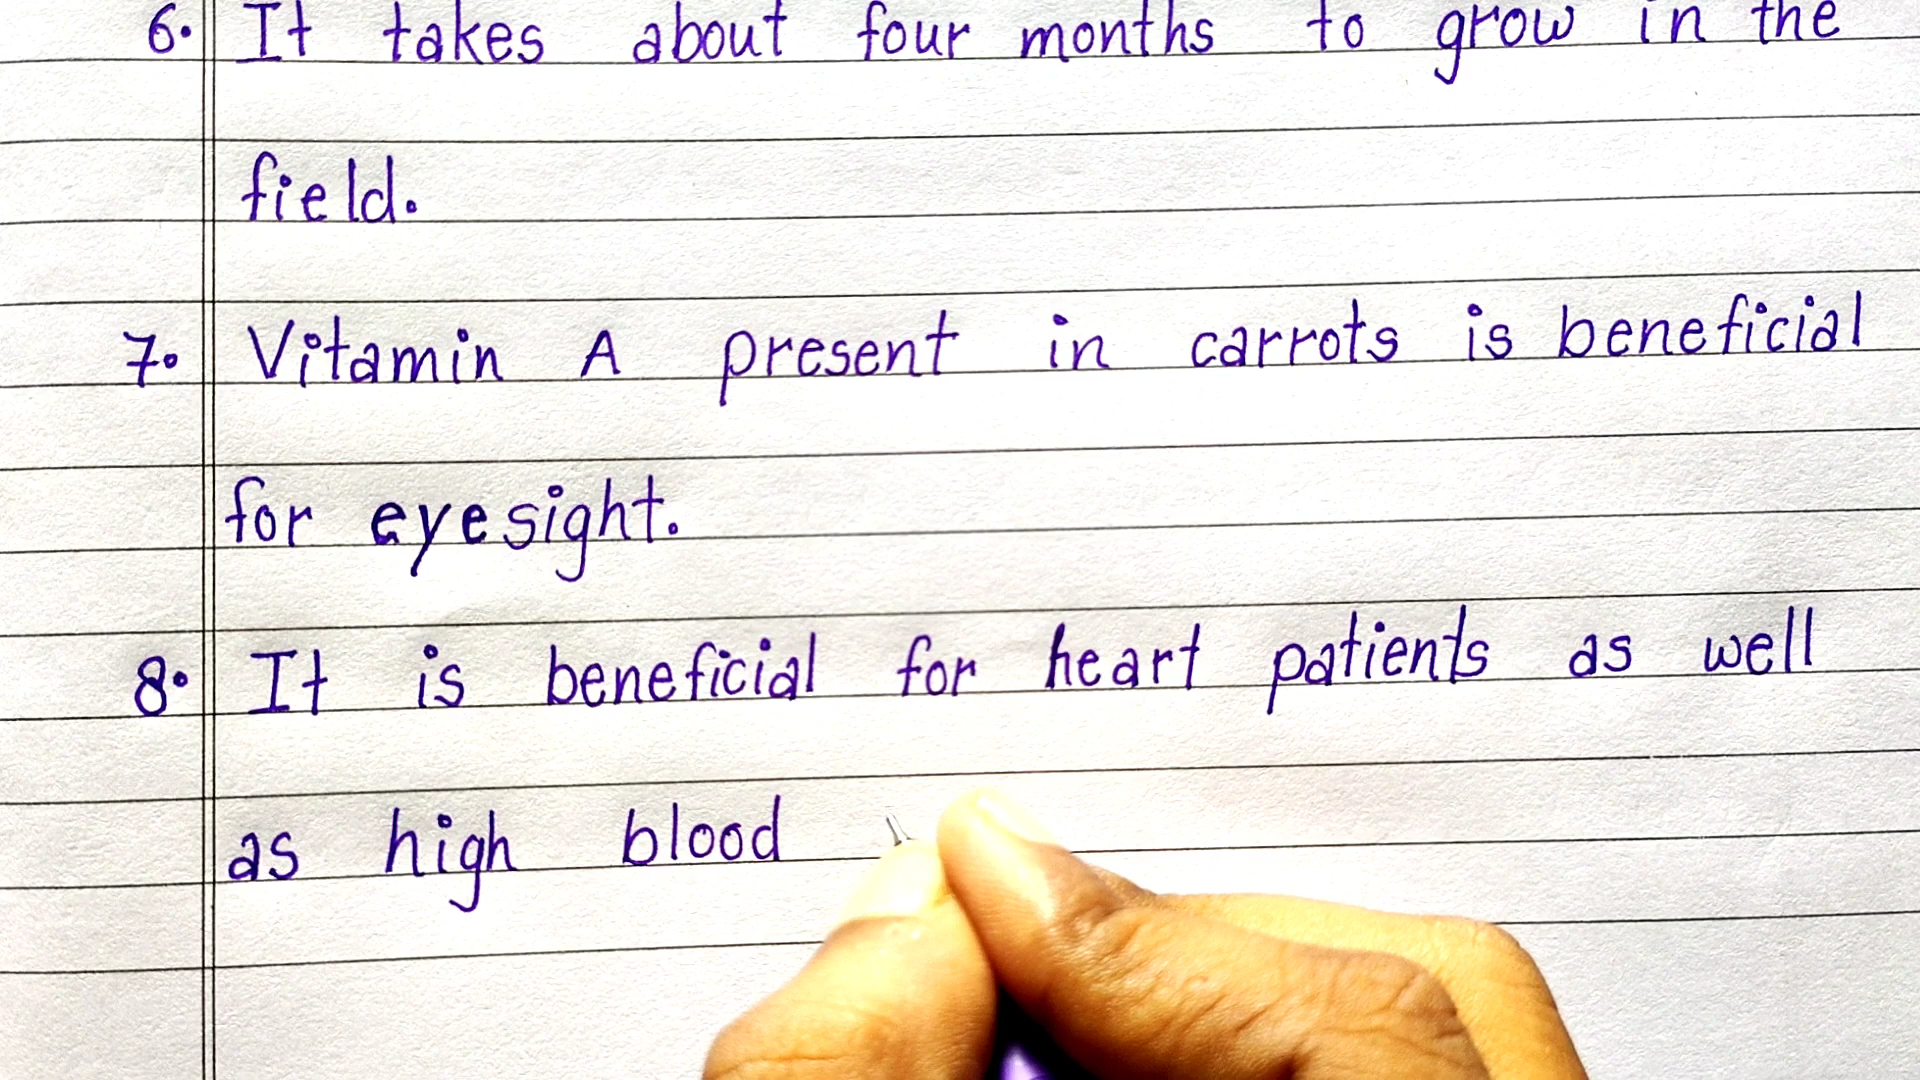 6. It takes about four months to grow in the
field.
7. Vitamin A present in carrots is beneficial
for eyesight.
8. It is beneficial for heart patients as well
as high blood